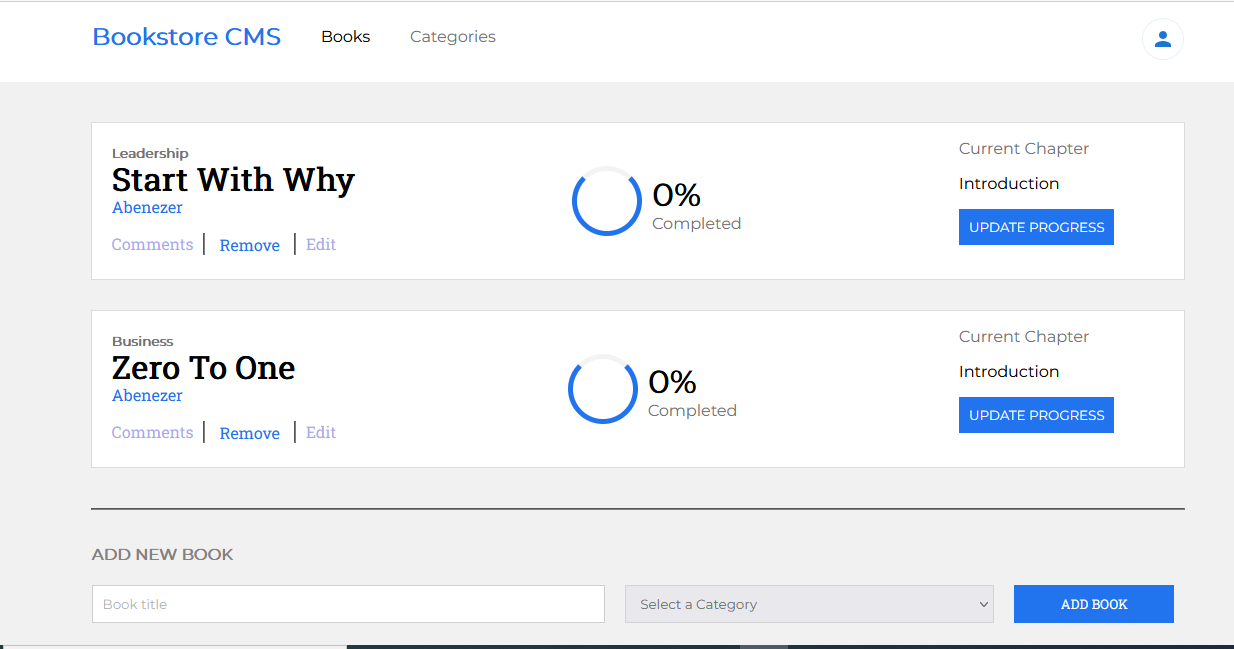 Bookstore CMS Books Categories
Leadership
Start With Why
Abenezer
Comments Remove Edit
0%
Completed
Current Chapter
Introduction
UPDATE PROGRESS
Business
Zero To One
Abenezer
Comments Remove Edit
0%
Completed
Current Chapter
Introduction
UPDATE PROGRESS
ADD NEW BOOK
Book title Select a Category ADD BOOK